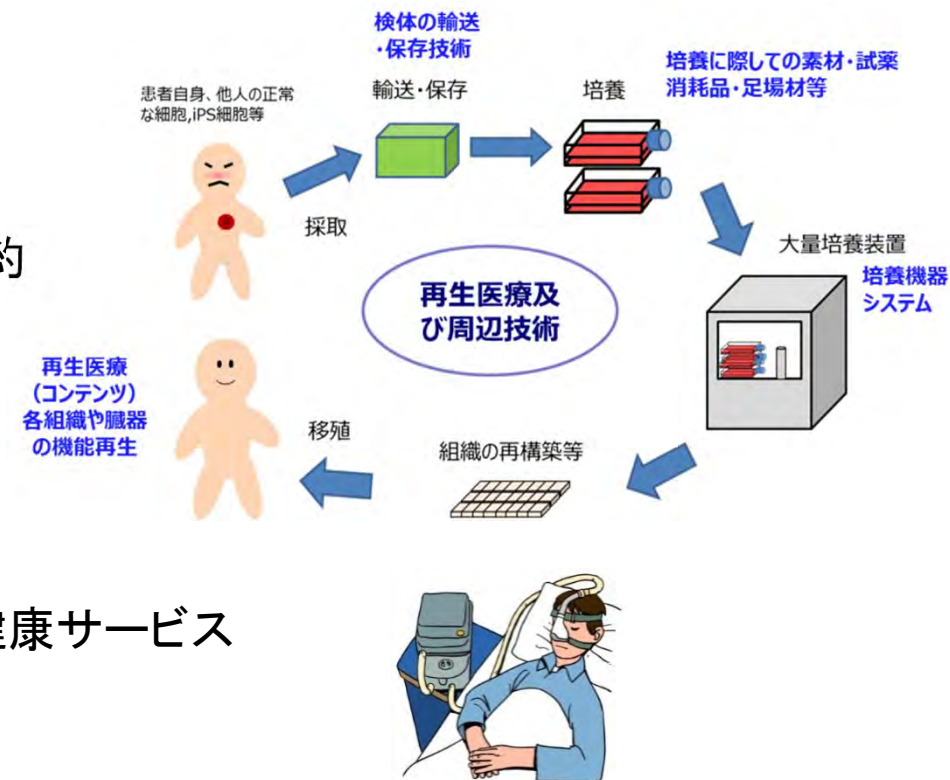 検体の輸送
・保存技術
輸送・保存
培養
培養に際しての素材・試薬
消耗品・足場材等
患者自身、他人の正常
な細胞,iPS細胞等
採取
約
大量培養装置
培養機器
システム
再生医療及
び周辺技術
再生医療
（コンテンツ）
各組織や臓器
の機能再生
移植
組織の再構築等
健康サービス